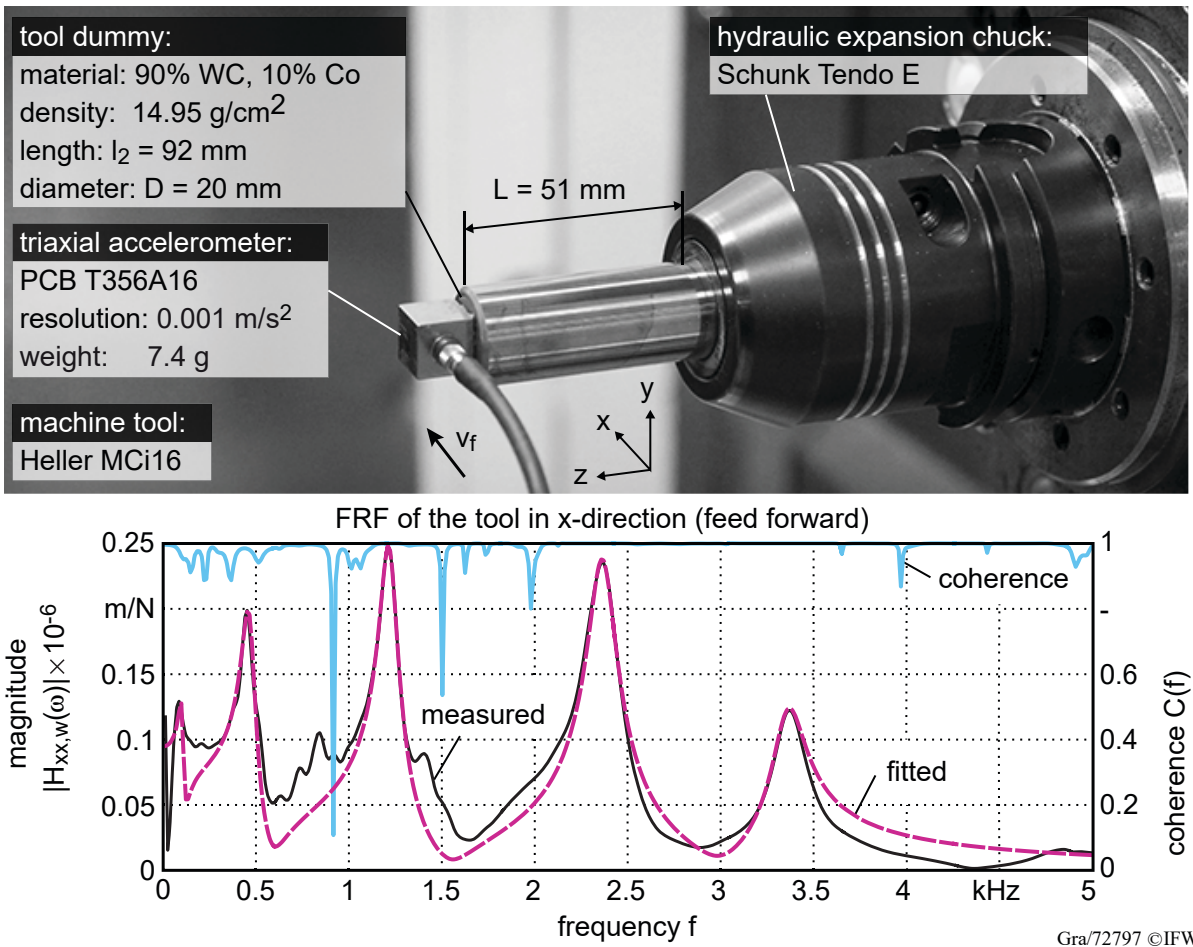 tool dummy:
material: 90% WC, 10% Co
density: 14.95 g/cm2
length: l2 = 92 mm
diameter: D = 20 mm
hydraulic expansion chuck:
Schunk Tendo E
L = 51 mm
triaxial accelerometer:
PCB T356A16
resolution: 0.001 m/s2
weight: 7.4 g
machine tool:
Heller MCi16
vf
y
x
z
FRF of the tool in x-direction (feed forward)
magnitude
|Hxx,w(ω)|×10-6
0.25
m/N
0.15
0.1
0.05
0
coherence
measured
fitted
1
-
0.6
0.4
0.2
0
coherence C(f)
0 0.5 1 1.5 2 2.5 3 3.5 4 kHz 5
frequency f
Gra/72797 ©IFW